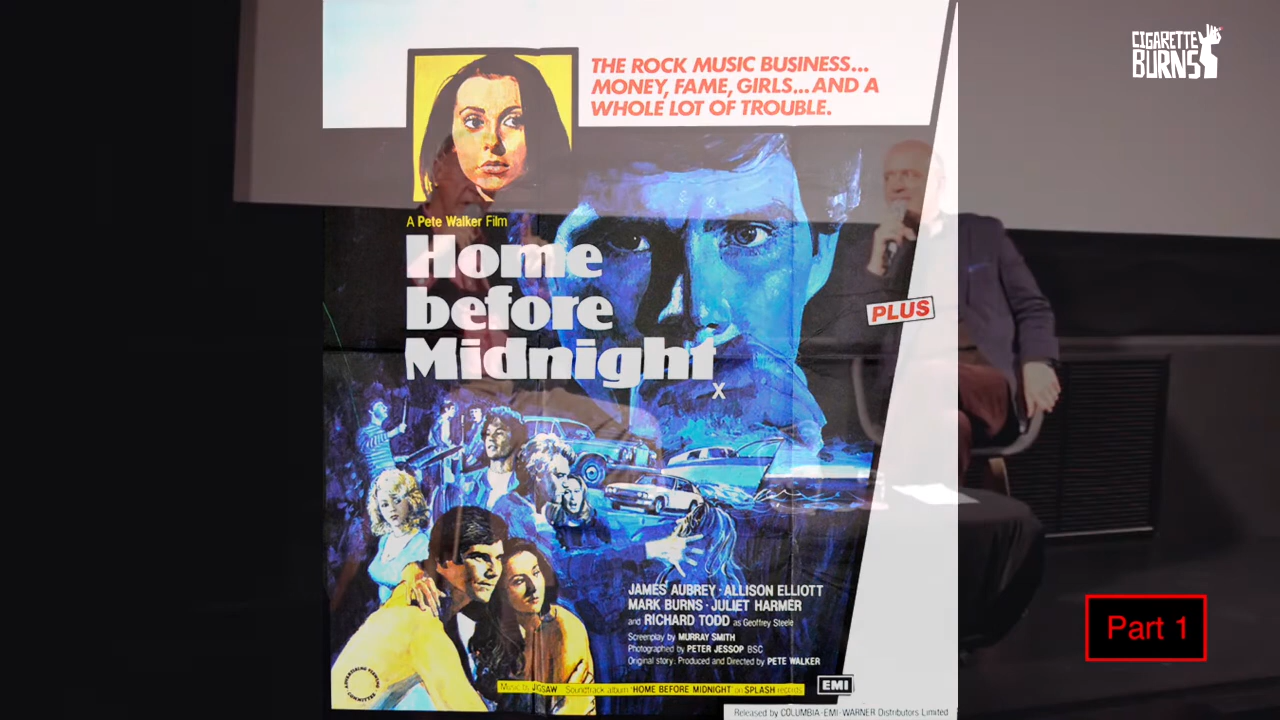 CIGARETTE
BURNS
THE ROCK MUSIC BUSINESS...
MONEY, FAME, GIRLS...AND A
WHOLE LOT OF TROUBLE.
A Pete Walker Film
Home
before
Midnight
X
PLUS
JAMES AUBREY · ALLISON ELLIOTT
MARK BURNS · JULIET HARMER
and RICHARD TODD as Geoffrey Steele
Screenplay by MURRAY SMITH
Photographed by PETER JESSOP BSC
Original story: Produced and Directed by PETE WALKER
Music by JIGSAW Soundtrack album 'HOME BEFORE MIDNIGHT' on SPLASH records
EMI
Released by COLUMBIA-EMI-WARNER Distributors Limited
Part 1